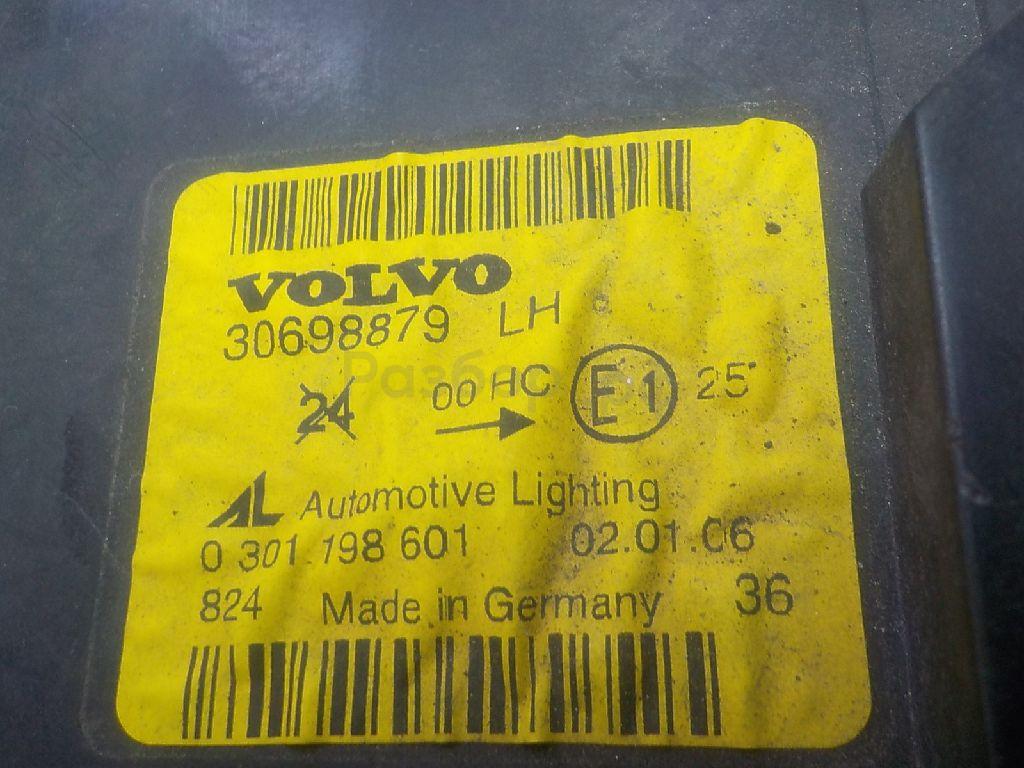 VOLVO
30698879 LH
24 00 HC E1 25
AL Automotive Lighting
0 301 198 601 02.01.06
824 Made in Germany 36